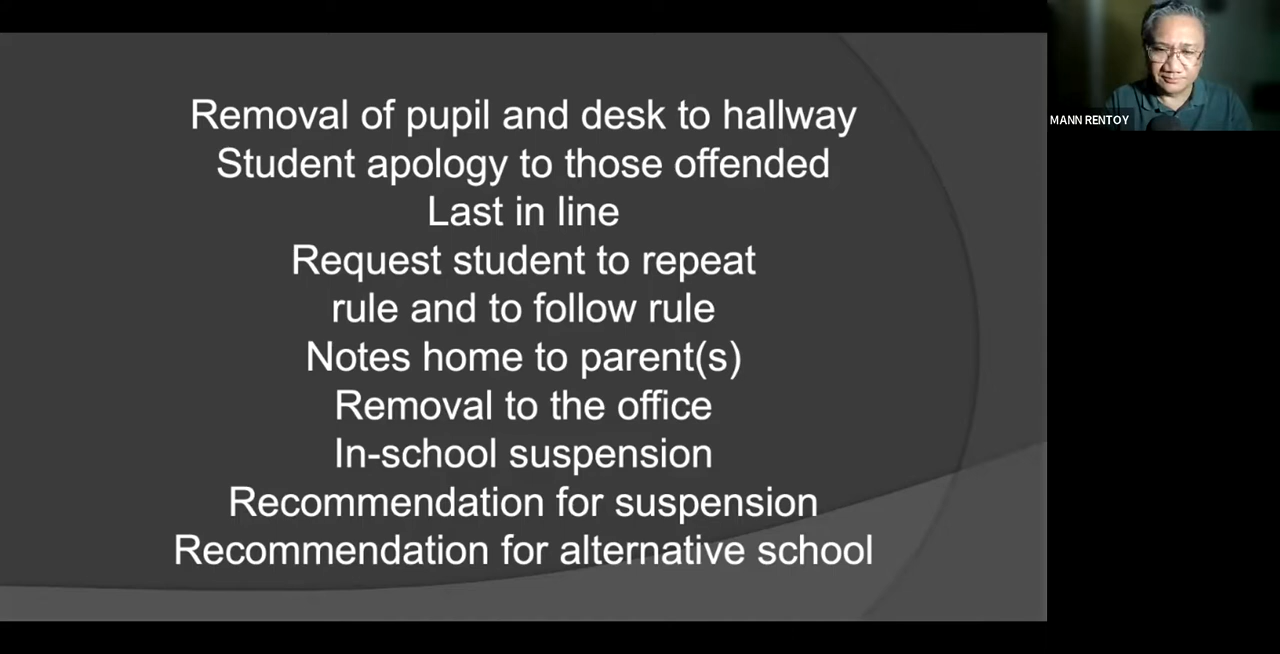 Removal of pupil and desk to hallway
Student apology to those offended
Last in line
Request student to repeat
rule and to follow rule
Notes home to parent(s)
Removal to the office
In-school suspension
Recommendation for suspension
Recommendation for alternative school
MANN RENTOY